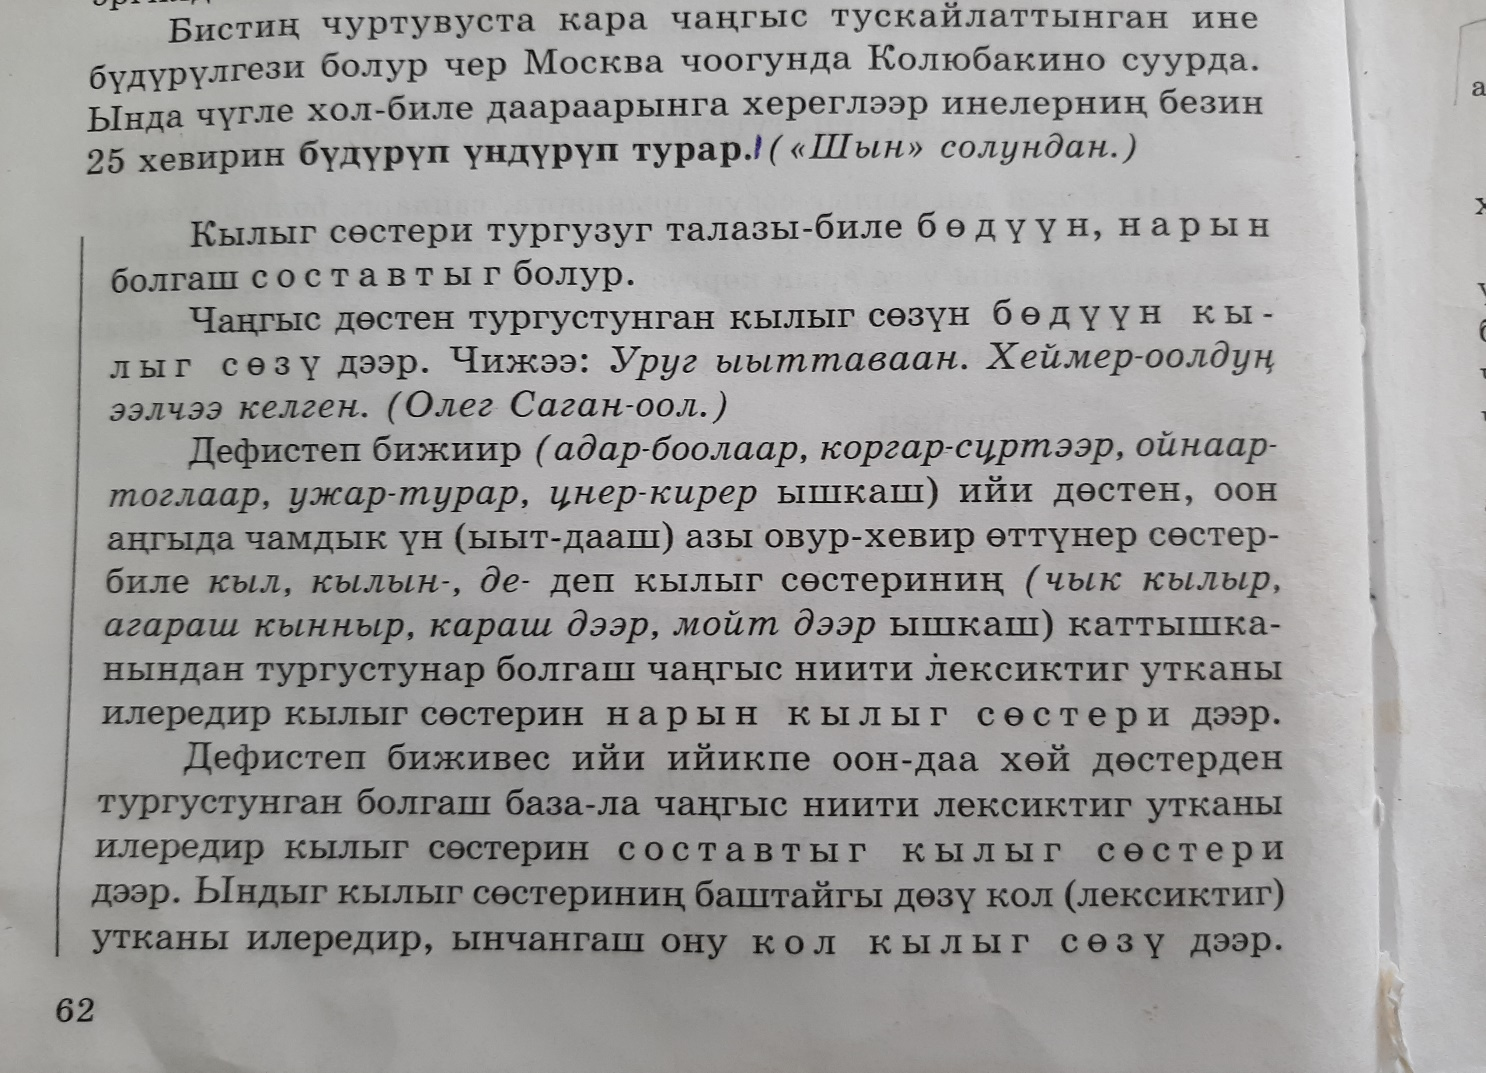 Бистиң чуртувуста кара чаңгыс тускайлаттынган ине
бүдүрүлгези болур чер Москва чоогунда Колюбакино суурда.
Ында чүгле хол-биле даараарынга хереглээр инелерниң безин
25 хевирин бүдүрүп үндүрүп турар. («Шын» солундан.)
Кылыг сөстери тургузуг талазы-биле бөдүүн, нарын
болгаш составтыг болур.
Чаңгыс дөстен тургустунган кылыг сөзүн бөдүүн кы-
лыг сөзү дээр. Чижээ: Уруг ыыттаваан. Хеймер-оолдуң
ээлчээ келген. (Олег Саган-оол.)
Дефистеп бижиир (адар-боолаар, коргар-сцртээр, ойнаар-
тоглаар, ужар-турар, цнер-кирер ышкаш) ийи дөстен, оон
аңгыда чамдык үн (ыыт-дааш) азы овур-хевир өттүнер сөстер-
биле кыл, кылын-, де- деп кылыг сөстериниң (чык кылыр,
агараш кынныр, караш дээр, мойт дээр ышкаш) каттышка-
нындан тургустунар болгаш чаңгыс ниити лексиктиг утканы
илередир кылыг сөстерин нарын кылыг сөстери дээр.
Дефистеп биживес ийи ийикпе оон-даа хөй дөстерден
тургустунган болгаш база-ла чаңгыс ниити лексиктиг утканы
илередир кылыг сөстерин составтыг кылыг сөстери
дээр. Ындыг кылыг сөстериниң баштайгы дөзү кол (лексиктиг)
утканы илередир, ынчангаш ону кол кылыг сөзү дээр.
62